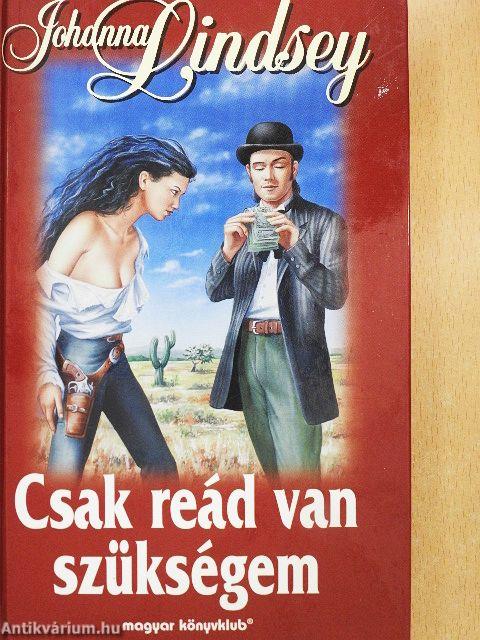 Johanna Lindsey
Csak reád van
szükségem
magyar könyvklub®
Antikvárium.hu